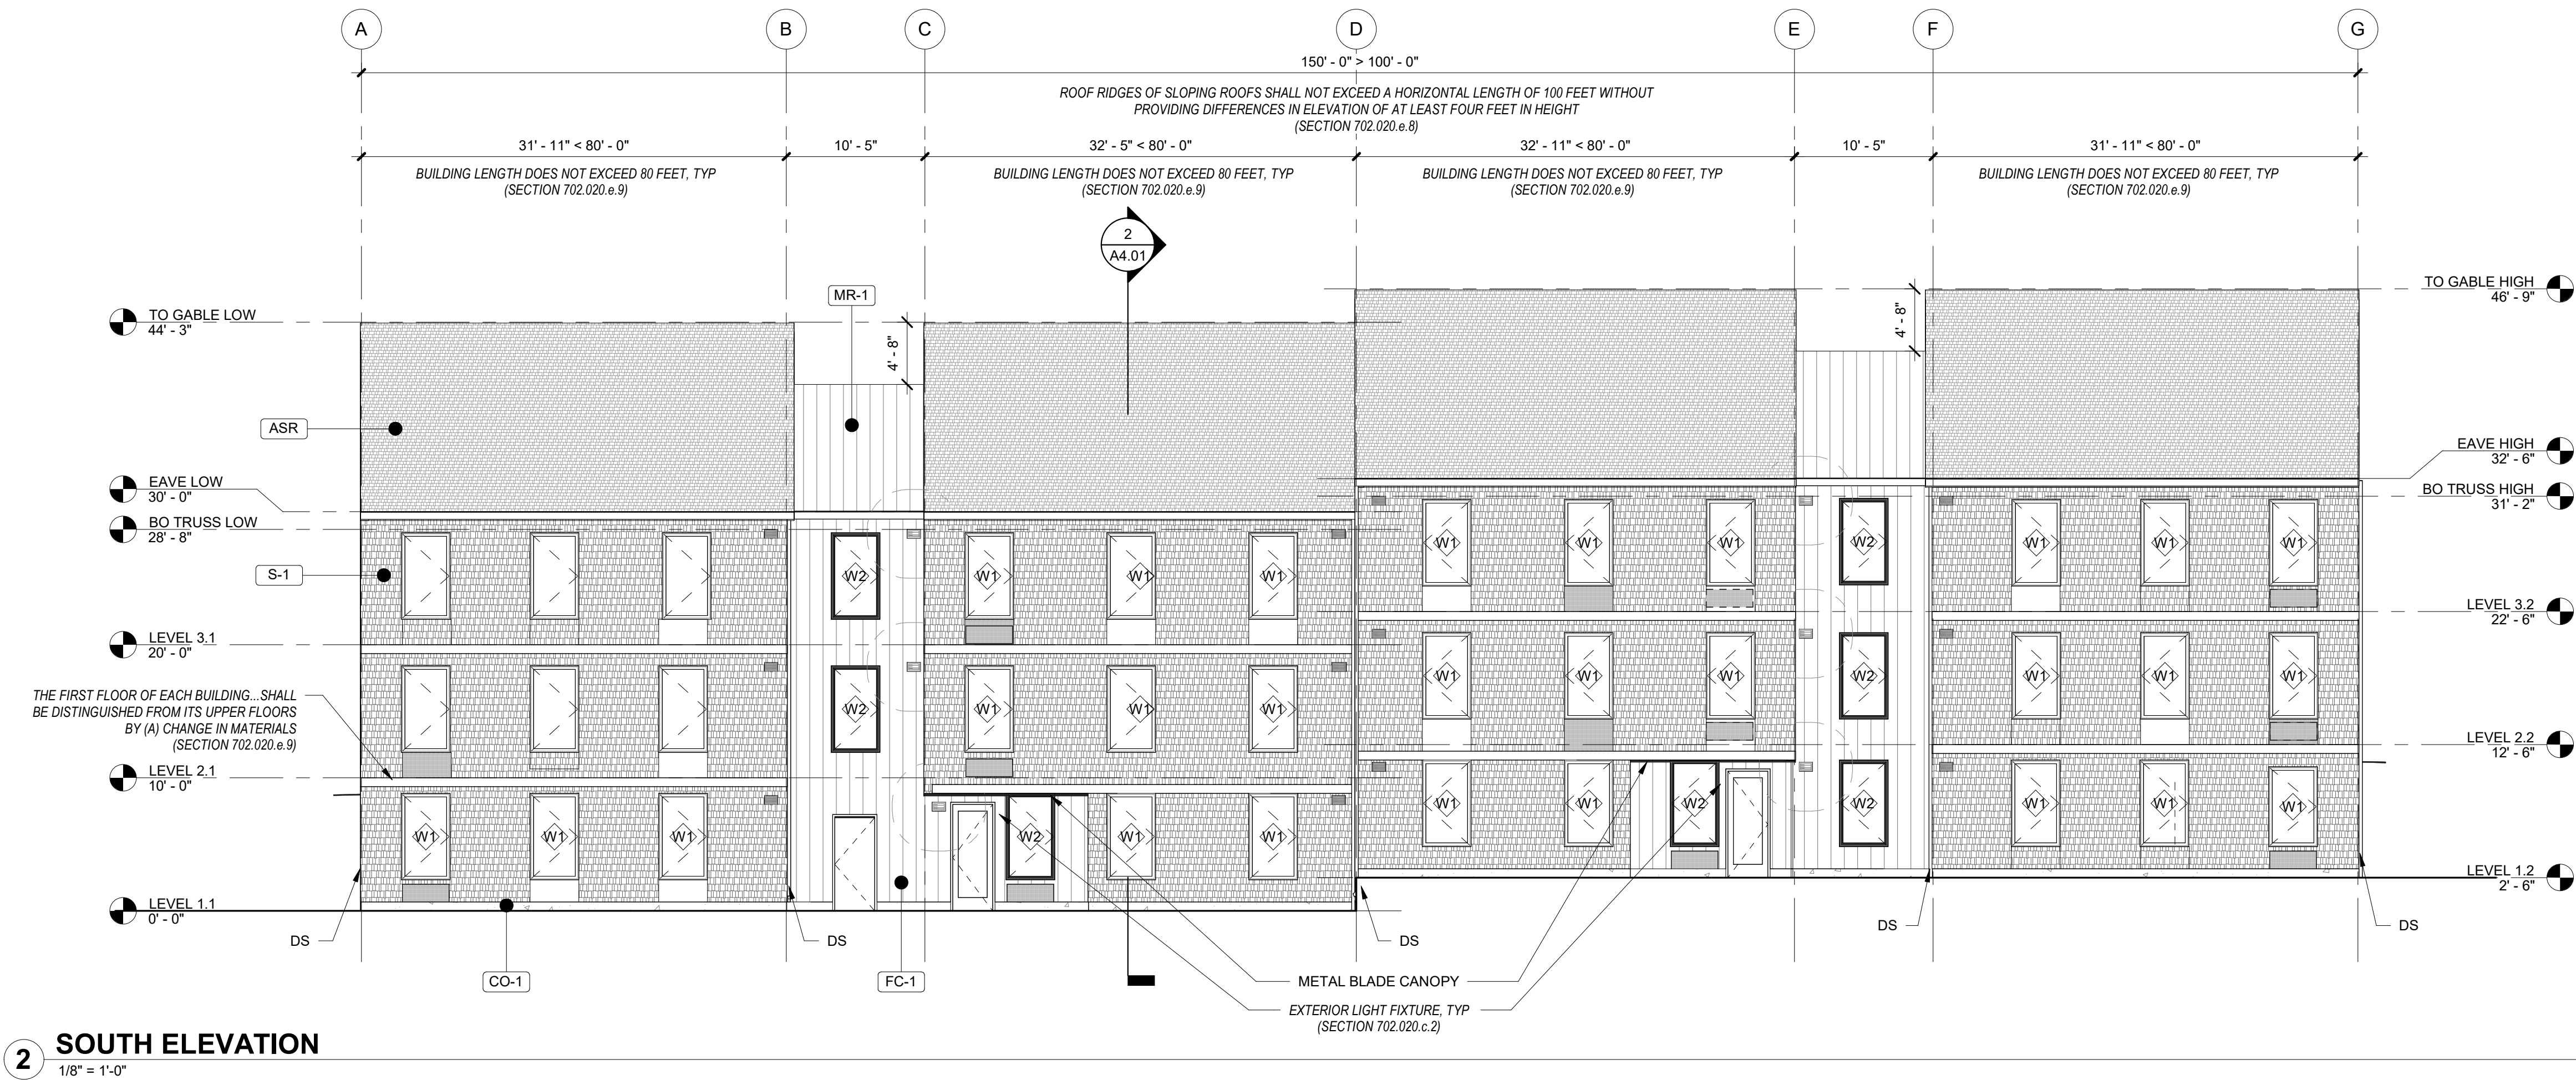 A
B
C
D
E
F
G
150' - 0" > 100' - 0"
ROOF RIDGES OF SLOPING ROOFS SHALL NOT EXCEED A HORIZONTAL LENGTH OF 100 FEET WITHOUT
PROVIDING DIFFERENCES IN ELEVATION OF AT LEAST FOUR FEET IN HEIGHT
(SECTION 702.020.e.8)
31' - 11" < 80' - 0"
10' - 5"
32' - 5" < 80' - 0"
32' - 11" < 80' - 0"
10' - 5"
31' - 11" < 80' - 0"
BUILDING LENGTH DOES NOT EXCEED 80 FEET, TYP
(SECTION 702.020.e.9)
BUILDING LENGTH DOES NOT EXCEED 80 FEET, TYP
(SECTION 702.020.e.9)
BUILDING LENGTH DOES NOT EXCEED 80 FEET, TYP
(SECTION 702.020.e.9)
BUILDING LENGTH DOES NOT EXCEED 80 FEET, TYP
(SECTION 702.020.e.9)
2
A4.01
TO GABLE HIGH
46' - 9"
MR-1
TO GABLE LOW
44' - 3"
4' - 8"
4' - 8"
ASR
EAVE HIGH
32' - 6"
EAVE LOW
30' - 0"
BO TRUSS HIGH
31' - 2"
BO TRUSS LOW
28' - 8"
W1
W1
W1
W2
W1
W1
W1
S-1
W2
W1
W1
W1
LEVEL 3.2
22' - 6"
LEVEL 3.1
20' - 0"
W1
W1
W1
W2
W1
W1
W1
W2
W1
W1
W1
THE FIRST FLOOR OF EACH BUILDING...SHALL
BE DISTINGUISHED FROM ITS UPPER FLOORS
BY (A) CHANGE IN MATERIALS
(SECTION 702.020.e.9)
LEVEL 2.2
12' - 6"
LEVEL 2.1
10' - 0"
W1
W1
W2
W2
W1
W1
W1
W1
W1
W1
W2
W1
W1
LEVEL 1.2
2' - 6"
LEVEL 1.1
0' - 0"
DS
DS
DS
DS
DS
CO-1
FC-1
METAL BLADE CANOPY
EXTERIOR LIGHT FIXTURE, TYP
(SECTION 702.020.c.2)
2
SOUTH ELEVATION
1/8" = 1'-0"